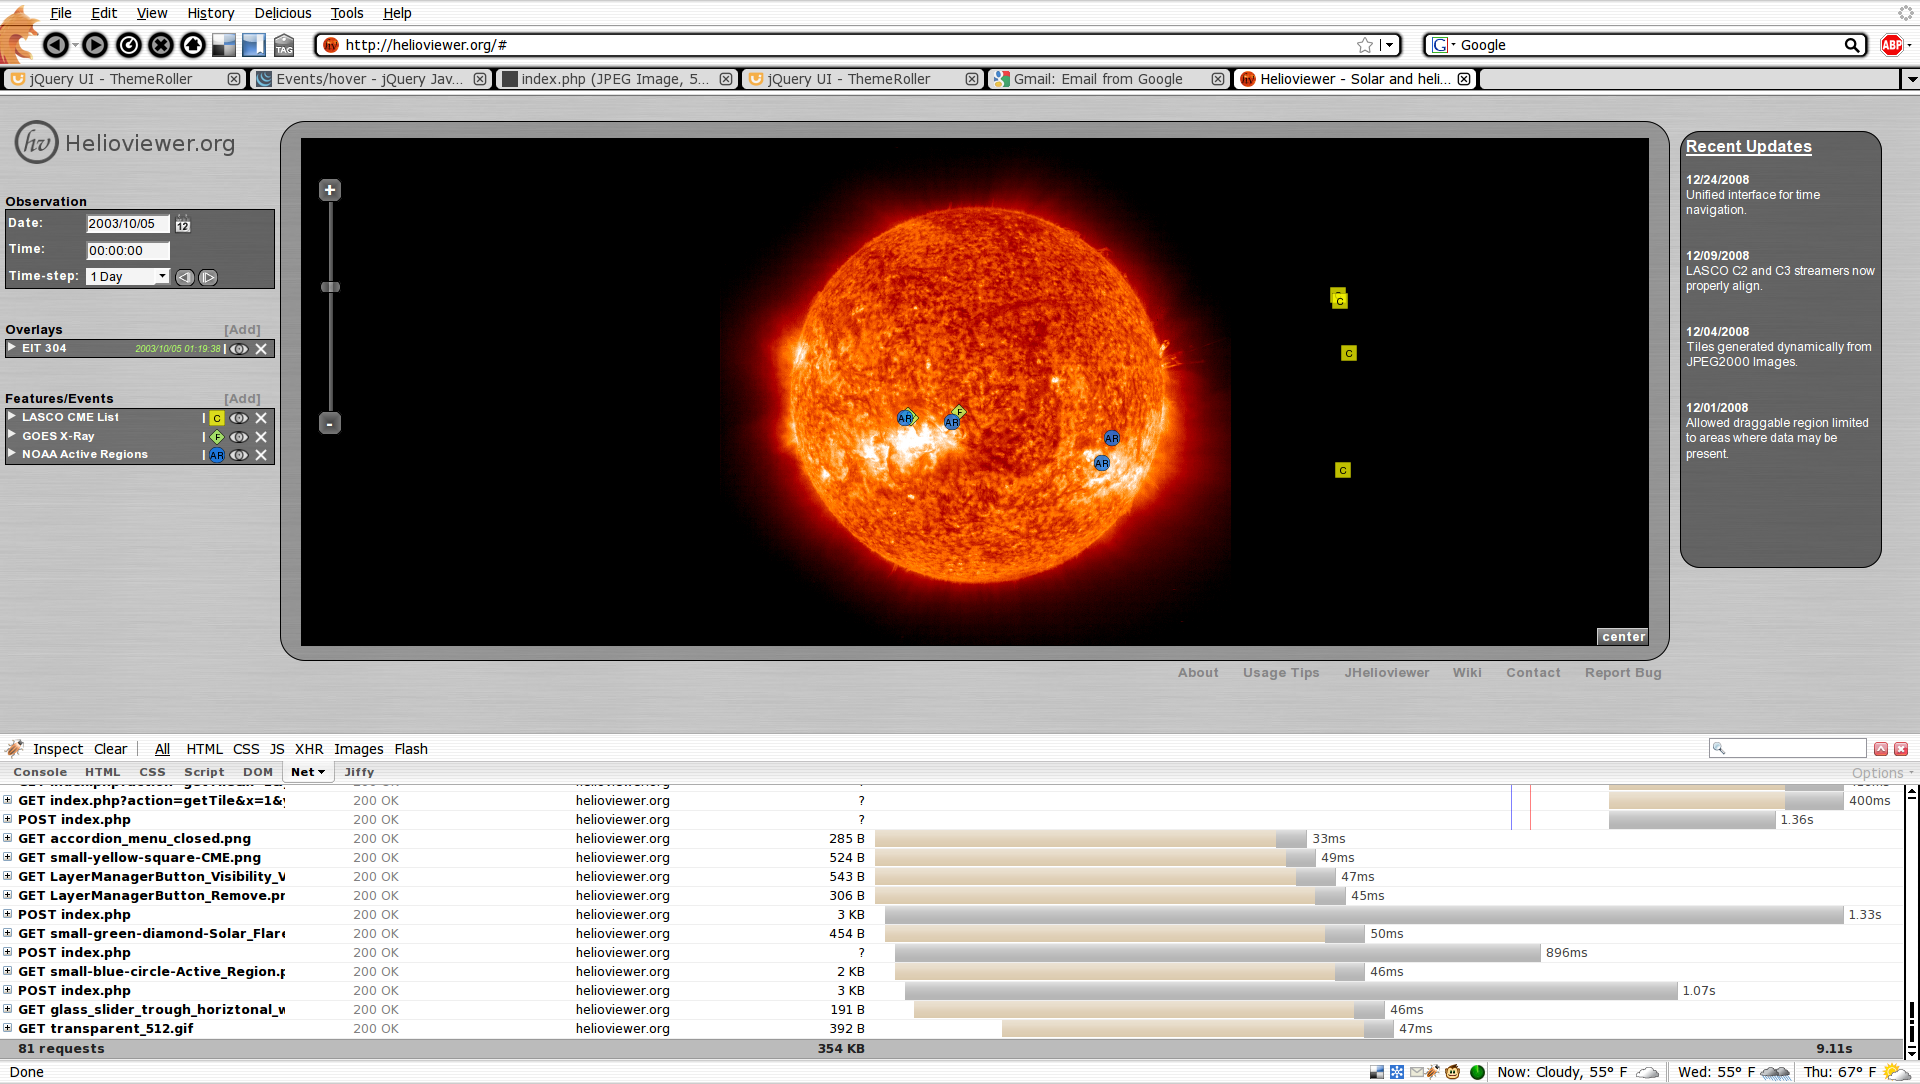 File Edit View History Delicious Tools Help
TAG http://helioviewer.org/# G Google ABP
jQuery UI - ThemeRoller Events/hover - jQuery Jav... index.php (JPEG Image, 5... jQuery UI - ThemeRoller Gmail: Email from Google Helioviewer - Solar and heli...
hv Helioviewer.org
Observation
Date: 2003/10/05 12
Time: 00:00:00
Time-step: 1 Day
Overlays [Add]
EIT 304 2003/10/05 01:19:38
Features/Events [Add]
LASCO CME List C
GOES X-Ray F
NOAA Active Regions AR
+
-
C
C
C
F
AR
AR
AR
AR
center
Recent Updates
12/24/2008
Unified interface for time
navigation.
12/09/2008
LASCO C2 and C3 streamers now
properly align.
12/04/2008
Tiles generated dynamically from
JPEG2000 Images.
12/01/2008
Allowed draggable region limited
to areas where data may be
present.
About Usage Tips JHelioviewer Wiki Contact Report Bug
Inspect Clear All HTML CSS JS XHR Images Flash
Console HTML CSS Script DOM Net Jiffy Options
GET index.php?action=getTile&x=1& 200 OK helioviewer.org ? 400ms
POST index.php 200 OK helioviewer.org ? 1.36s
GET accordion_menu_closed.png 200 OK helioviewer.org 285 B 33ms
GET small-yellow-square-CME.png 200 OK helioviewer.org 524 B 49ms
GET LayerManagerButton_Visibility_V 200 OK helioviewer.org 543 B 47ms
GET LayerManagerButton_Remove.pr 200 OK helioviewer.org 306 B 45ms
POST index.php 200 OK helioviewer.org 3 KB 1.33s
GET small-green-diamond-Solar_Flare 200 OK helioviewer.org 454 B 50ms
POST index.php 200 OK helioviewer.org ? 896ms
GET small-blue-circle-Active_Region.p 200 OK helioviewer.org 2 KB 46ms
POST index.php 200 OK helioviewer.org 3 KB 1.07s
GET glass_slider_trough_horiztonal_w 200 OK helioviewer.org 191 B 46ms
GET transparent_512.gif 200 OK helioviewer.org 392 B 47ms
81 requests 354 KB 9.11s
Done Now: Cloudy, 55° F Wed: 55° F Thu: 67° F